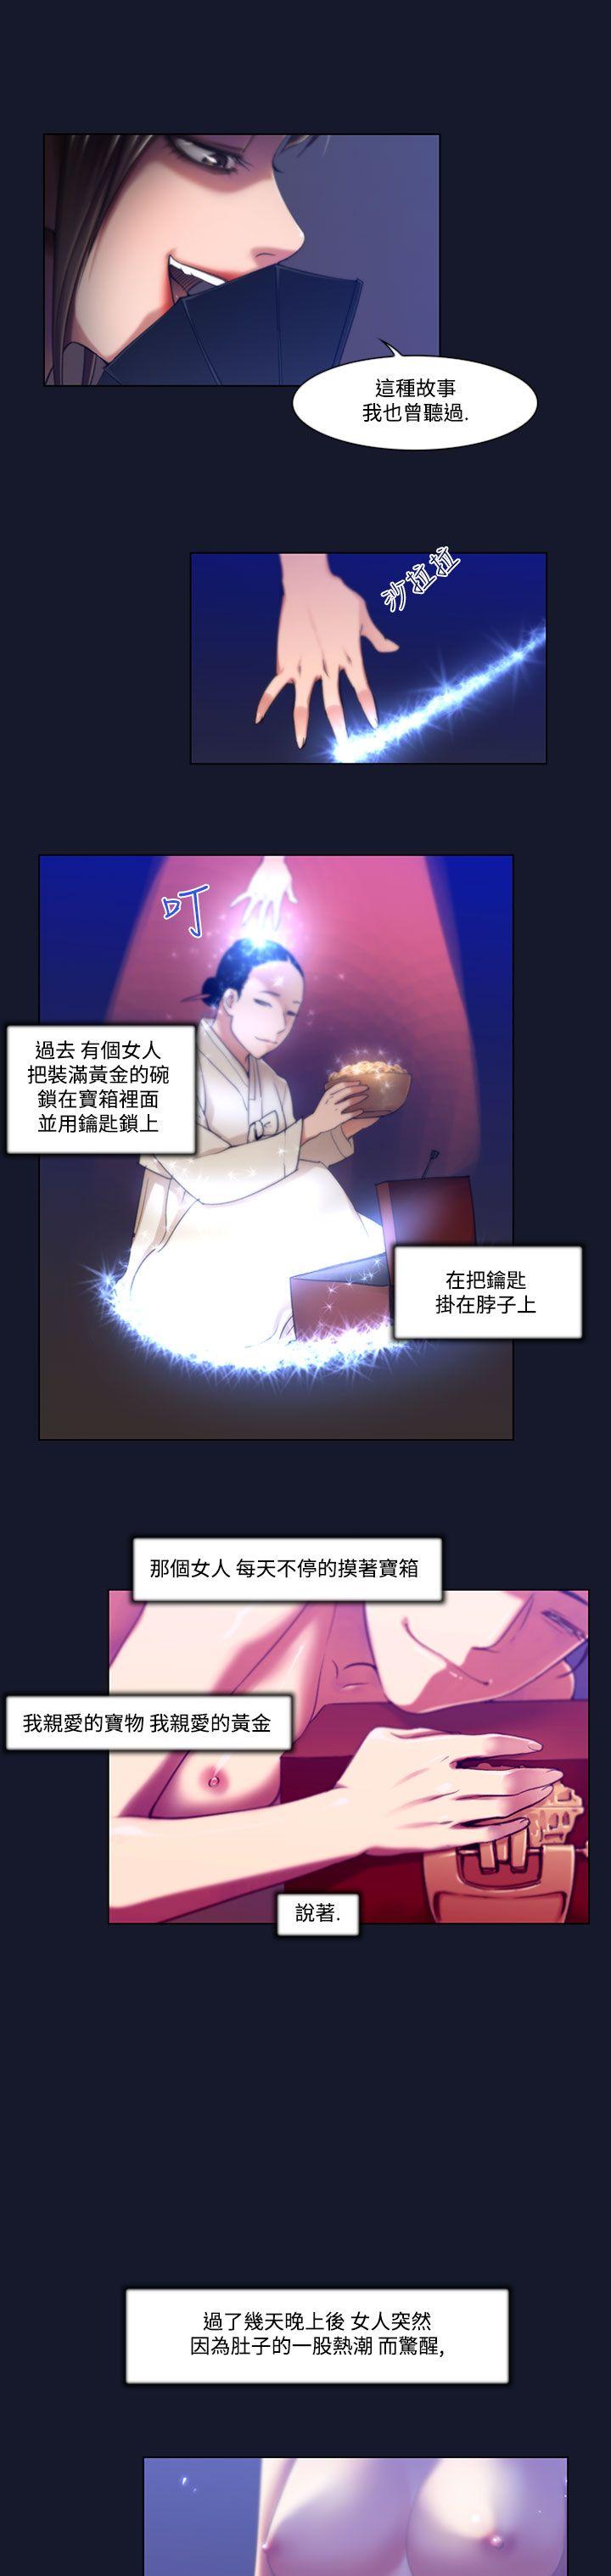 這種故事
我也曾聽過.
沙拉拉
叮
過去 有個女人
把裝滿黃金的碗
鎖在寶箱裡面
並用鑰匙鎖上
在把鑰匙
掛在脖子上
那個女人 每天不停的摸著寶箱
我親愛的寶物 我親愛的黃金
說著.
過了幾天晚上後 女人突然
因為肚子的一股熱潮 而驚醒,